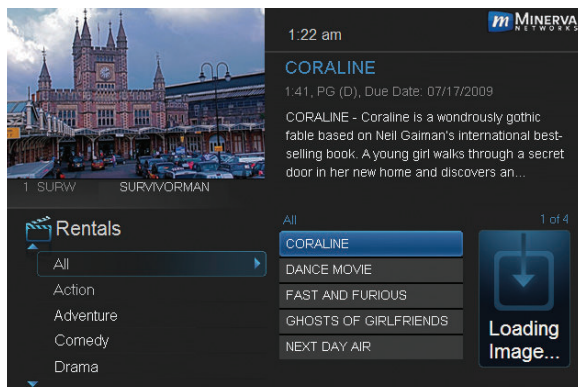 1:22 am
m MINERVA
NETWORKS
CORALINE
1:41, PG (D), Due Date: 07/17/2009
CORALINE - Coraline is a wondrously gothic
fable based on Neil Gaiman's international best-
selling book. A young girl walks through a secret
door in her new home and discovers an...
1 SURW SURVIVORMAN
Rentals
All
Action
Adventure
Comedy
Drama
All 1 of 4
CORALINE
DANCE MOVIE
FAST AND FURIOUS
GHOSTS OF GIRLFRIENDS
NEXT DAY AIR
Loading
Image...